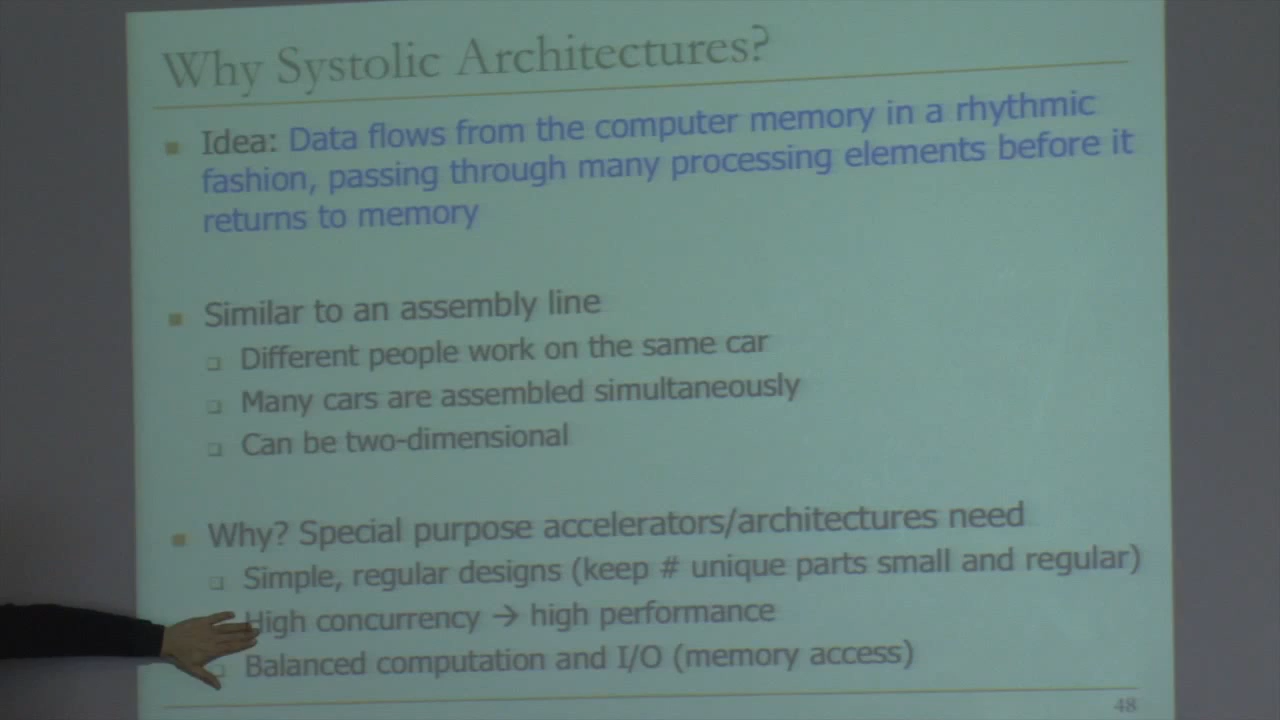 Why Systolic Architectures?
Idea: Data flows from the computer memory in a rhythmic
fashion, passing through many processing elements before it
returns to memory
Similar to an assembly line
Different people work on the same car
Many cars are assembled simultaneously
Can be two-dimensional
Why? Special purpose accelerators/architectures need
Simple, regular designs (keep # unique parts small and regular)
High concurrency → high performance
Balanced computation and I/O (memory access)
48